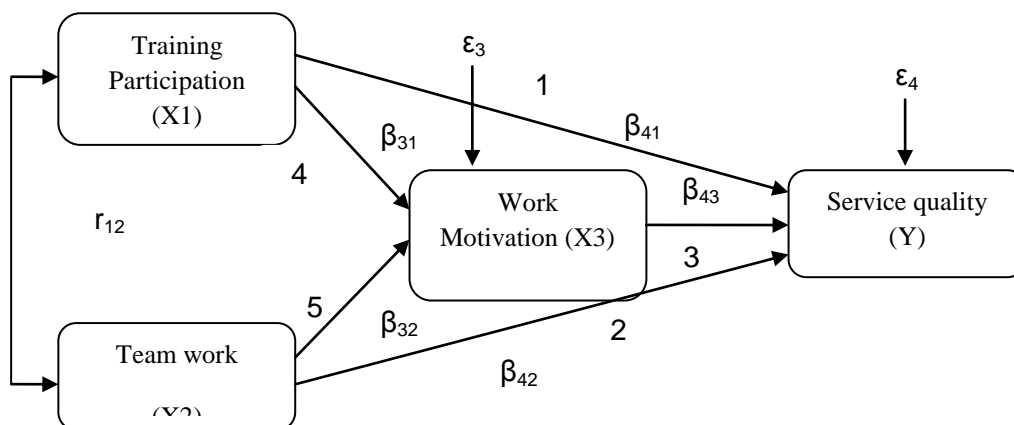 Training
Participation
(X1)
ε3
1
ε4
β41
β31
4
β43
Work
Motivation (X3)
Service quality
(Y)
r12
3
5
2
β32
Team work
β42